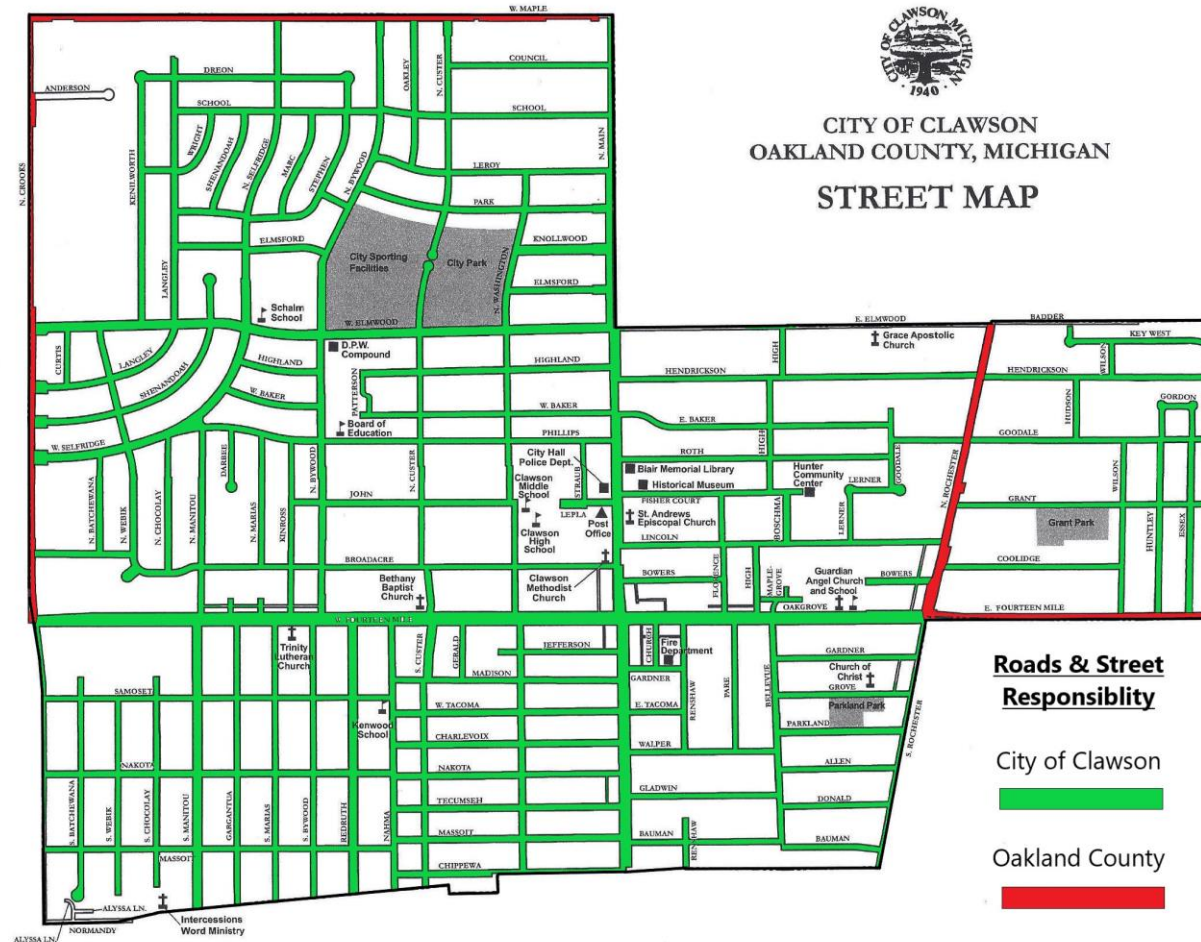 W. MAPLE
CITY OF CLAWSON, MICHIGAN
1940
CITY OF CLAWSON
OAKLAND COUNTY, MICHIGAN
STREET MAP
COUNCIL
DREON
OAKLEY
N. CUSTER
ANDERSON
SCHOOL
SCHOOL
N. MAIN
WRIGHT
SHENANDOAH
N. SELFRIDGE
MARC
STEPHEN
N. BYWOOD
LEROY
N. CROOKS
KENILWORTH
PARK
ELMSFORD
KNOLLWOOD
City Sporting
Facilities
City Park
N. WASHINGTON
ELMSFORD
LANGLEY
Schalm
School
W. ELMWOOD
E. ELMWOOD
BADDER
Grace Apostolic
Church
KEY WEST
D.P.W.
Compound
CURTIS
LANGLEY
HIGHLAND
HIGHLAND
HIGH
WILSON
HENDRICKSON
HENDRICKSON
SHENANDOAH
W. BAKER
PATTERSON
W. BAKER
E. BAKER
HUDSON
GORDON
Board of
Education
PHILLIPS
GOODALE
W. SELFRIDGE
HIGH
ROTH
City Hall
Police Dept.
Blair Memorial Library
Historical Museum
Hunter
Community
Center
GOODALE
LERNER
N. ROCHESTER
WILSON
DARBEE
N. BYWOOD
N. CUSTER
Clawson
Middle
School
STRAUB
JOHN
FISHER COURT
GRANT
N. BATCHEWANA
N. WEBIK
N. CHOCOLAY
N. MANITOU
N. MARIAS
KINROSS
LEPLA
Post
Office
St. Andrews
Episcopal Church
BOSCHMA
LERNER
Grant Park
HUNTLEY
ESSEX
Clawson
High
School
LINCOLN
BROADACRE
COOLIDGE
Bethany
Baptist
Church
Clawson
Methodist
Church
BOWERS
FLORENCE
HIGH
MAPLE-
GROVE
Guardian
Angel Church
and School
BOWERS
OAKGROVE
E. FOURTEEN MILE
W. FOURTEEN MILE
Trinity
Lutheran
Church
S. CUSTER
GERALD
JEFFERSON
CHURCH
Fire
Department
GARDNER
MADISON
GARDNER
RENSHAW
PARE
BELLEVUE
Church of
Christ
GROVE
SAMOSET
W. TACOMA
E. TACOMA
Parkland Park
Kenwood
School
CHARLEVOIX
PARKLAND
S. ROCHESTER
WALPER
NAKOTA
NAKOTA
ALLEN
GLADWIN
S. BATCHEWANA
S. WEBIK
S. CHOCOLAY
S. MANITOU
GARGANTUA
S. MARIAS
S. BYWOOD
REDRUTH
NAHMA
TECUMSEH
DONALD
MASSOIT
BAUMAN
RENSHAW
BAUMAN
MASSOIT
CHIPPEWA
ALYSSA LN.
NORMANDY
ALYSSA LN.
Intercessions
Word Ministry
Roads & Street
Responsiblity
City of Clawson
Oakland County